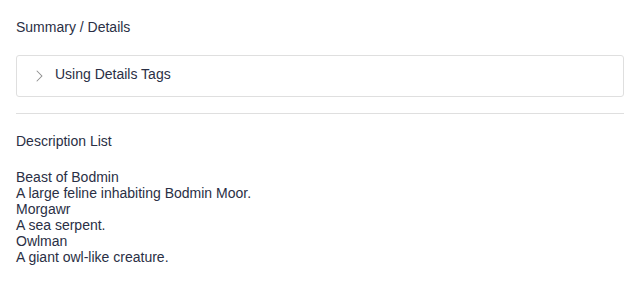 Summary / Details
Using Details Tags
Description List
Beast of Bodmin
A large feline inhabiting Bodmin Moor.
Morgawr
A sea serpent.
Owlman
A giant owl-like creature.